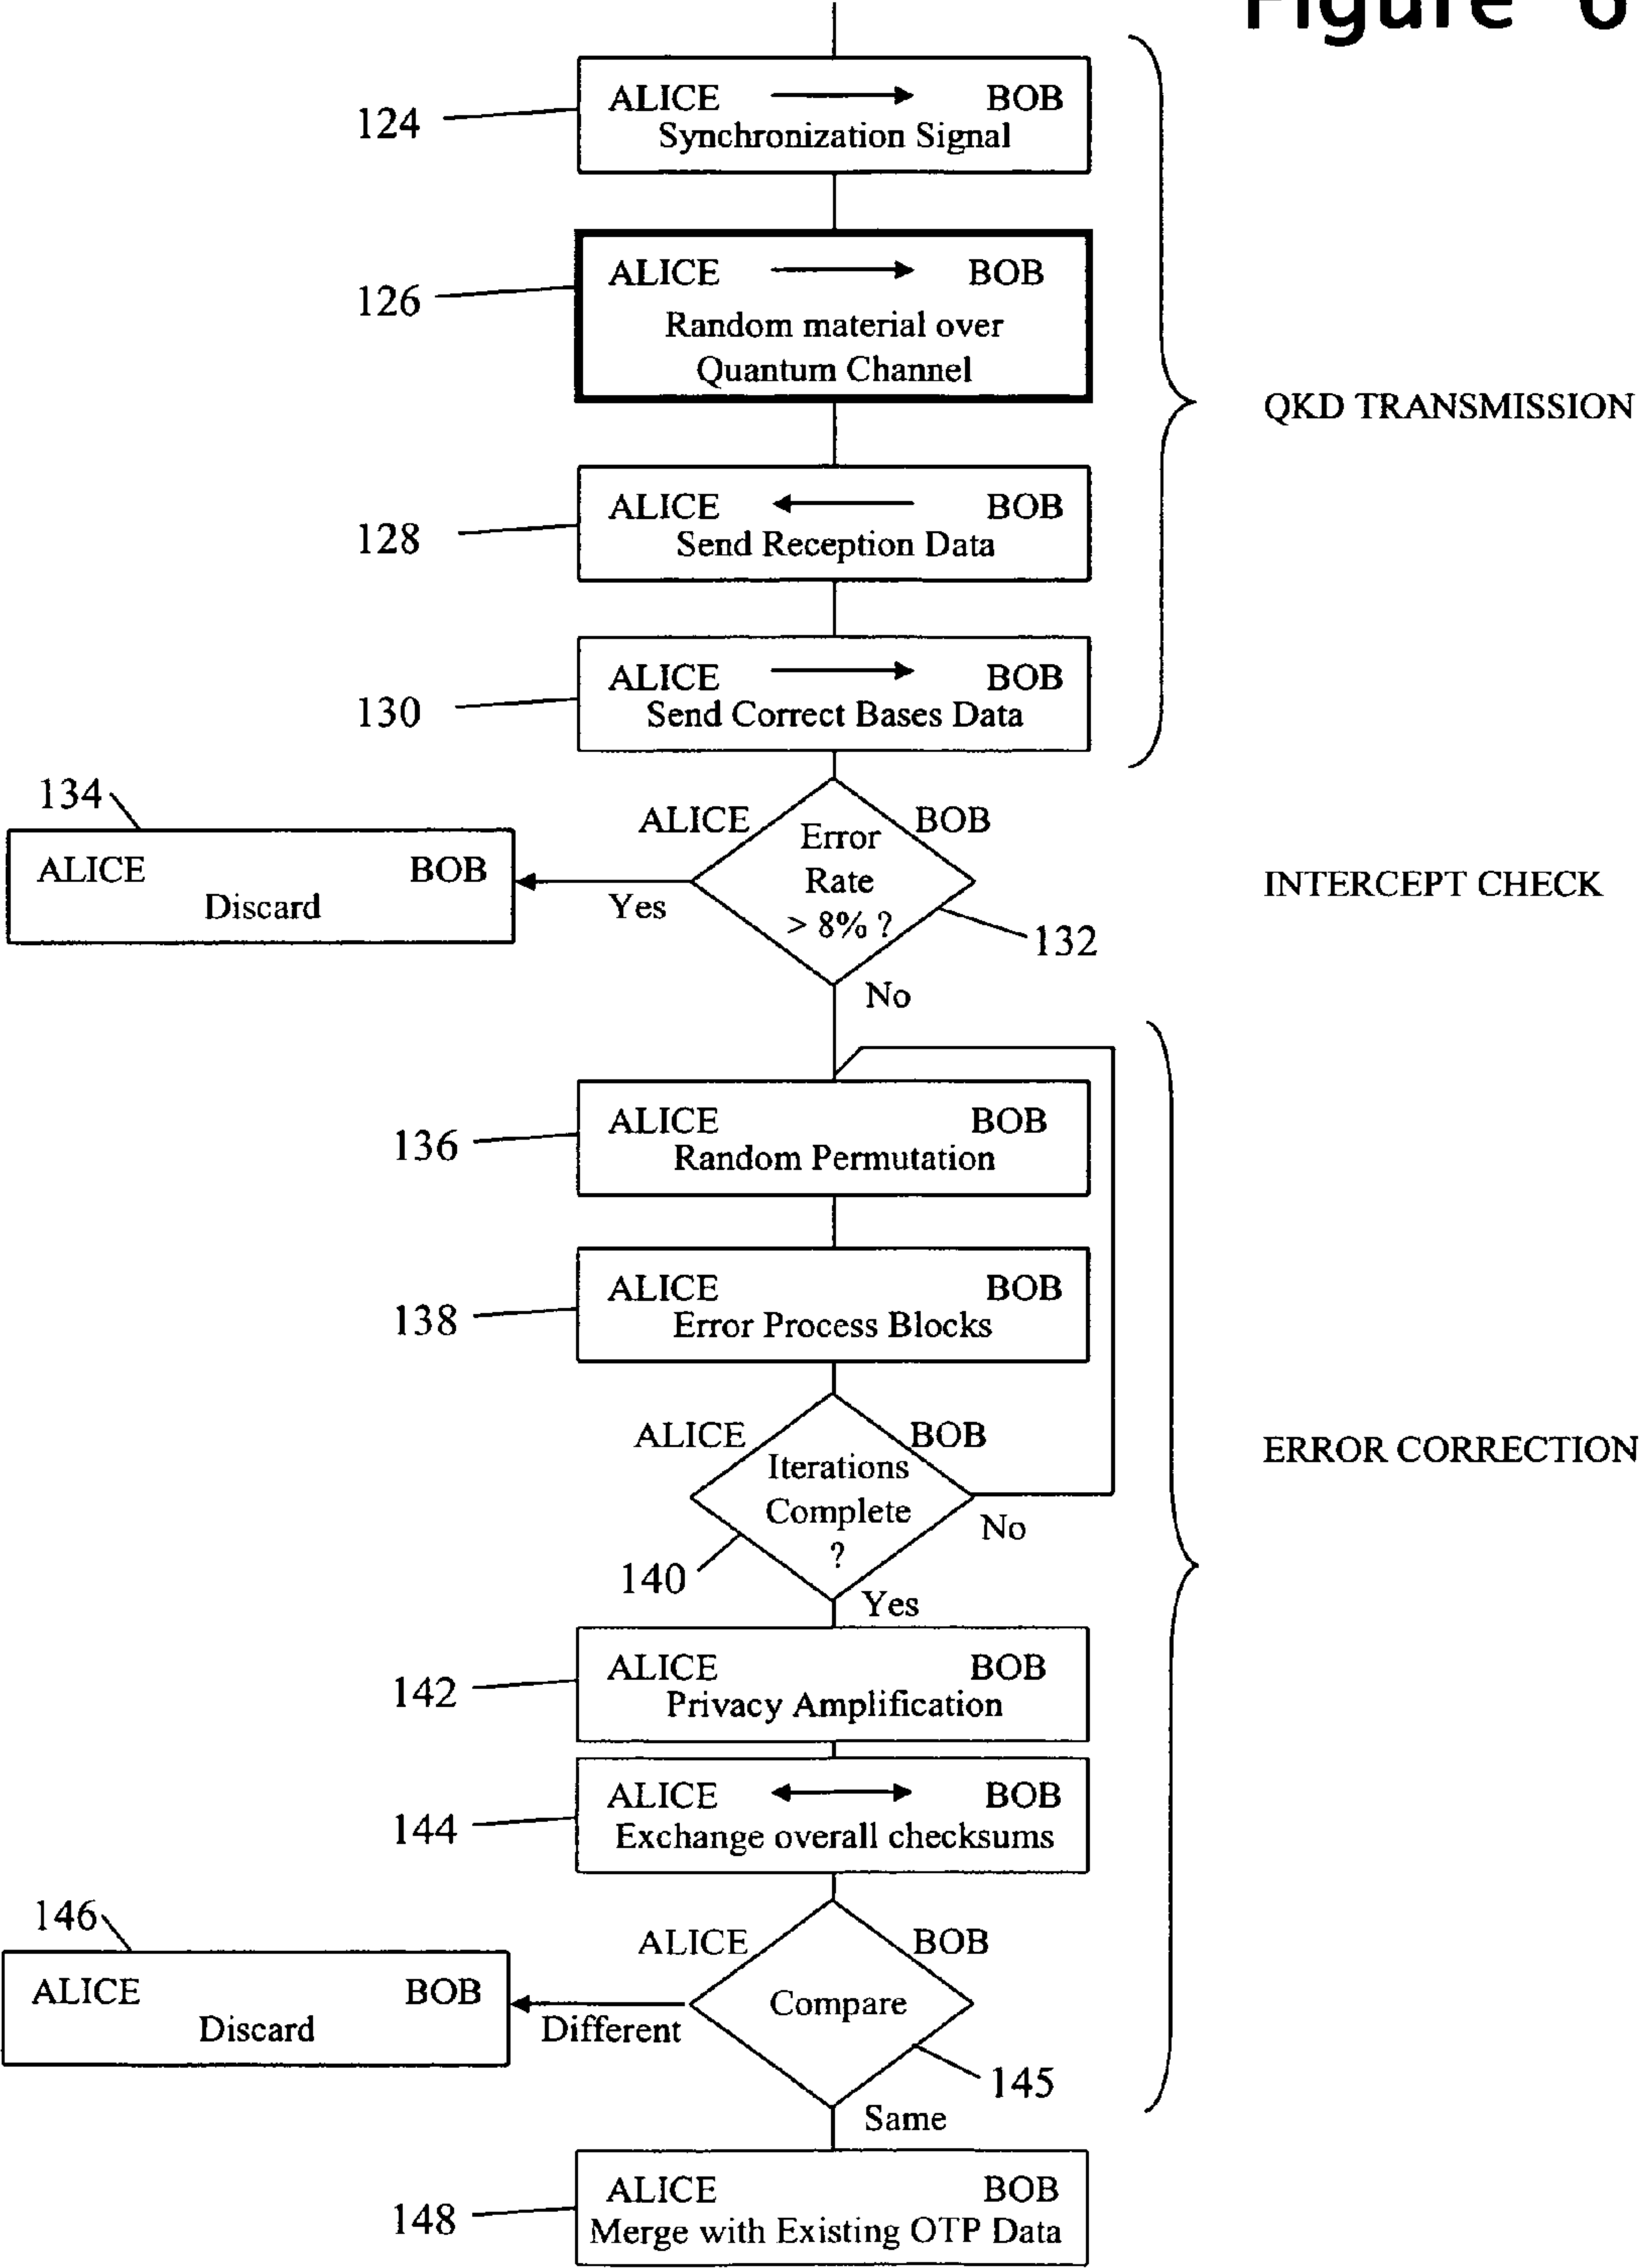 Figure 6
ALICE BOB
124
Synchronization Signal
ALICE BOB
126
Random material over
Quantum Channel
QKD TRANSMISSION
ALICE BOB
128
Send Reception Data
ALICE BOB
130
Send Correct Bases Data
134
ALICE BOB
Error
ALICE BOB
Rate
INTERCEPT CHECK
Discard
Yes
> 8% ?
132
No
ALICE BOB
136
Random Permutation
ALICE BOB
138
Error Process Blocks
ALICE BOB
ERROR CORRECTION
Iterations
Complete
No
?
140
Yes
ALICE BOB
142
Privacy Amplification
ALICE BOB
144
Exchange overall checksums
146
ALICE BOB
ALICE BOB
Compare
Discard
Different
145
Same
ALICE BOB
148
Merge with Existing OTP Data